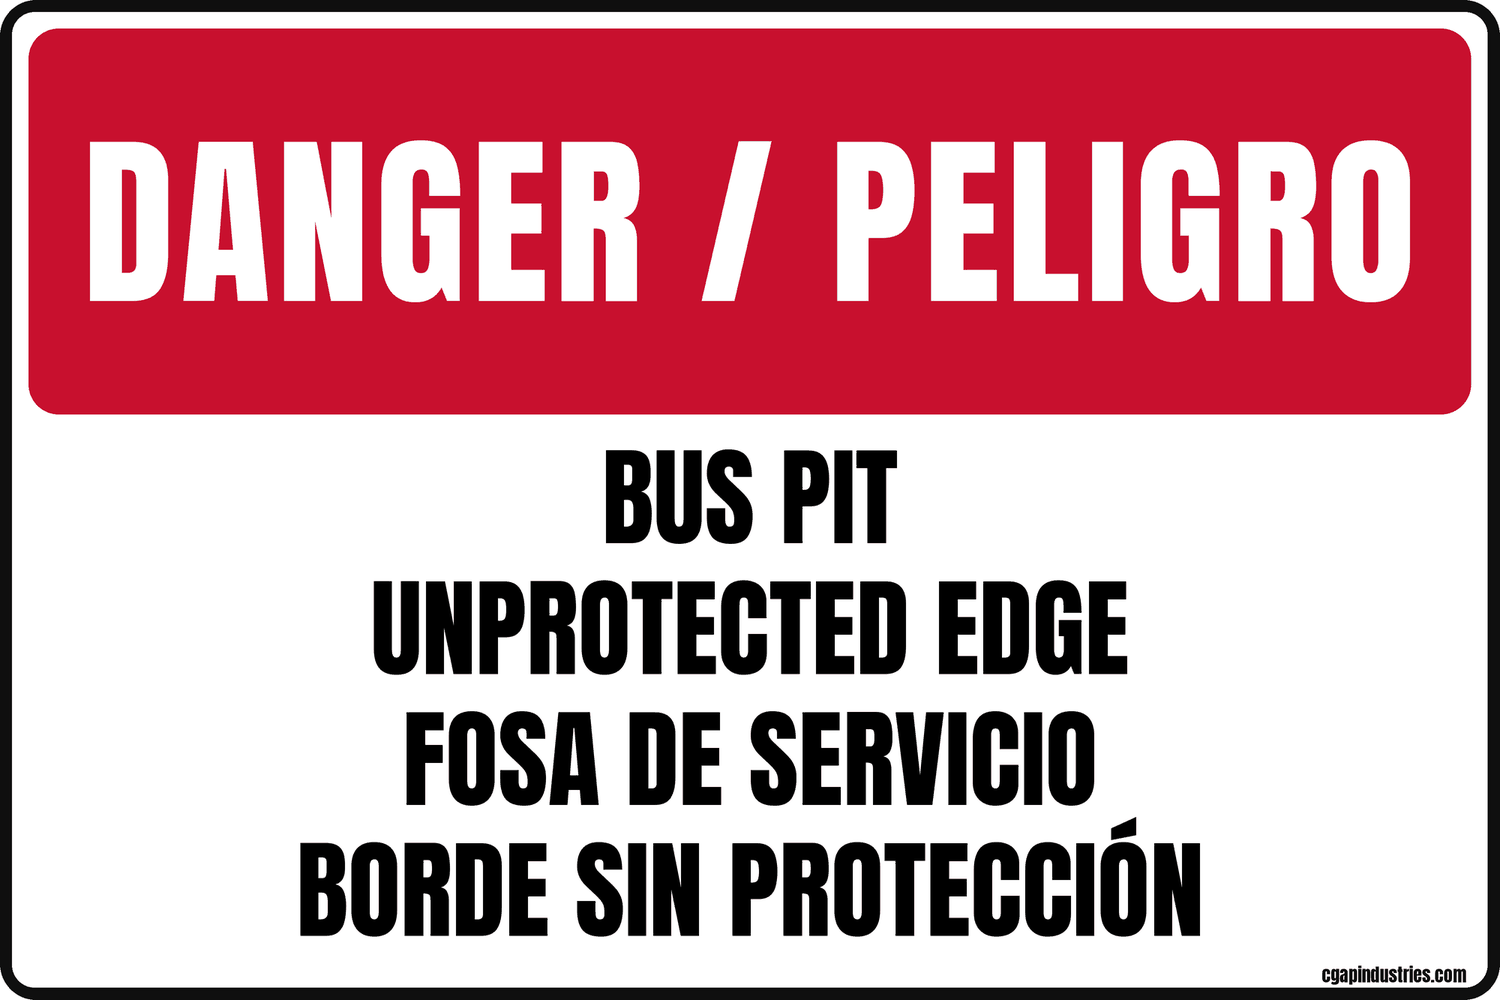 DANGER / PELIGRO
BUS PIT
UNPROTECTED EDGE
FOSA DE SERVICIO
BORDE SIN PROTECCIÓN
cgapindustries.com